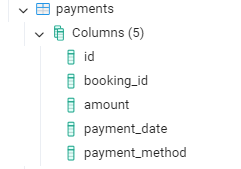 payments
Columns (5)
id
booking_id
amount
payment_date
payment_method